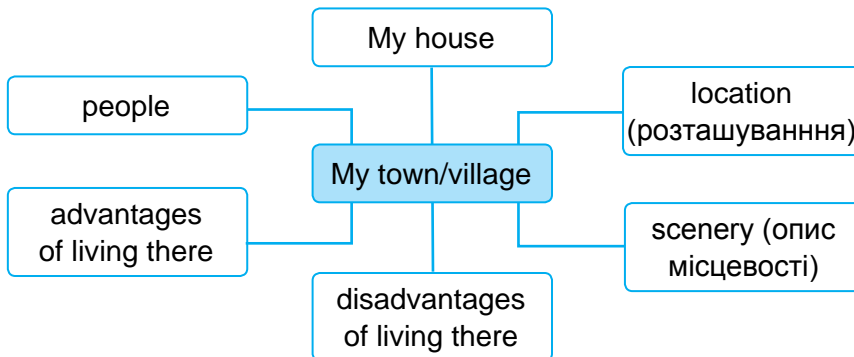 My house
people
location
(розташуванння)
My town/village
advantages
of living there
scenery (опис
місцевості)
disadvantages
of living there